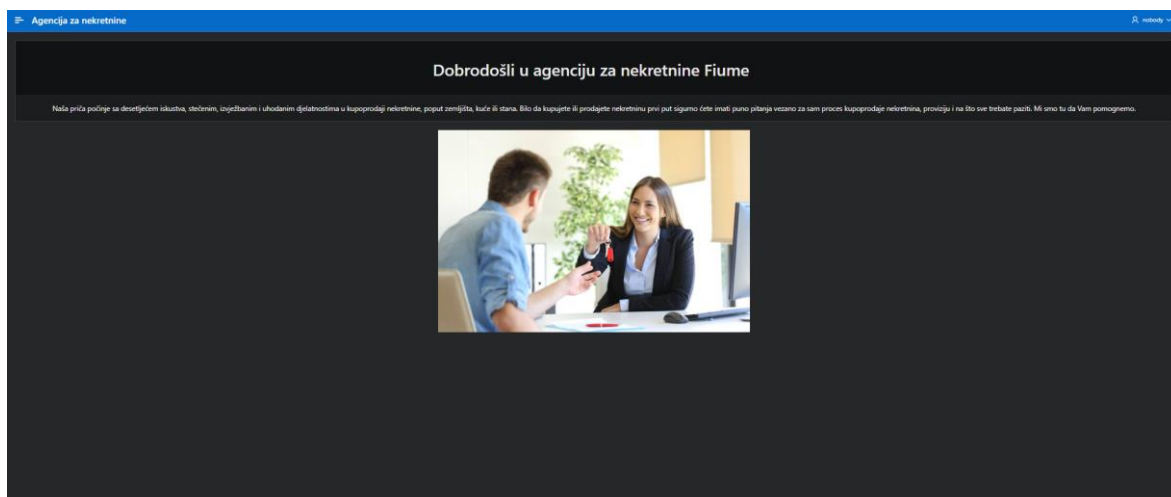 Agencija za nekretnine
nobody
Dobrodošli u agenciju za nekretnine Fiume
Naša priča počinje sa desetljećem iskustva, stečenim, izvježbanim i uhodanim djelatnostima u kupoprodaji nekretnine, poput zemljišta, kuće ili stana. Bilo da kupujete ili prodajete nekretninu prvi put sigurno ćete imati puno pitanja vezano za sam proces kupoprodaje nekretnina, proviziju i na što sve trebate paziti. Mi smo tu da Vam pomognemo.